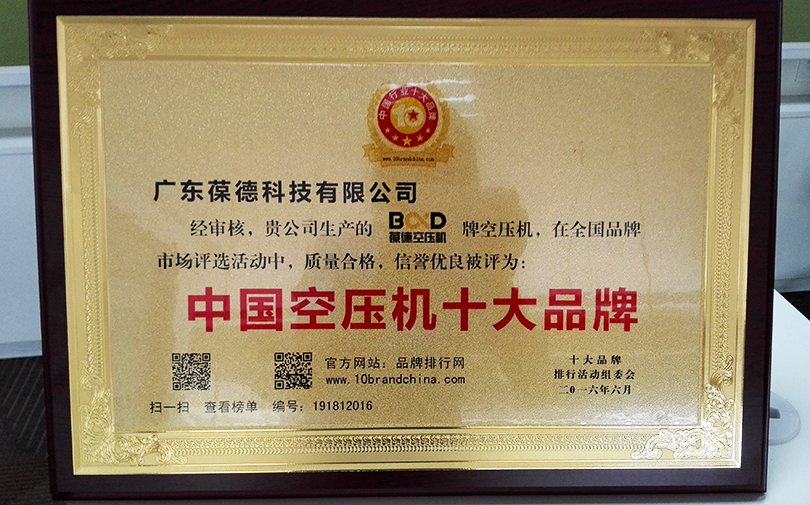 中国行业十大品牌
10
www.10brandchina.com
广东葆德科技有限公司
经审核，贵公司生产的 BAD 葆德空压机 牌空压机，在全国品牌
市场评选活动中，质量合格，信誉优良被评为：
中国空压机十大品牌
官方网站：品牌排行网
www.10brandchina.com
扫一扫 查看榜单 编号：191812016
十大品牌
排行活动组委会
二〇一六年六月